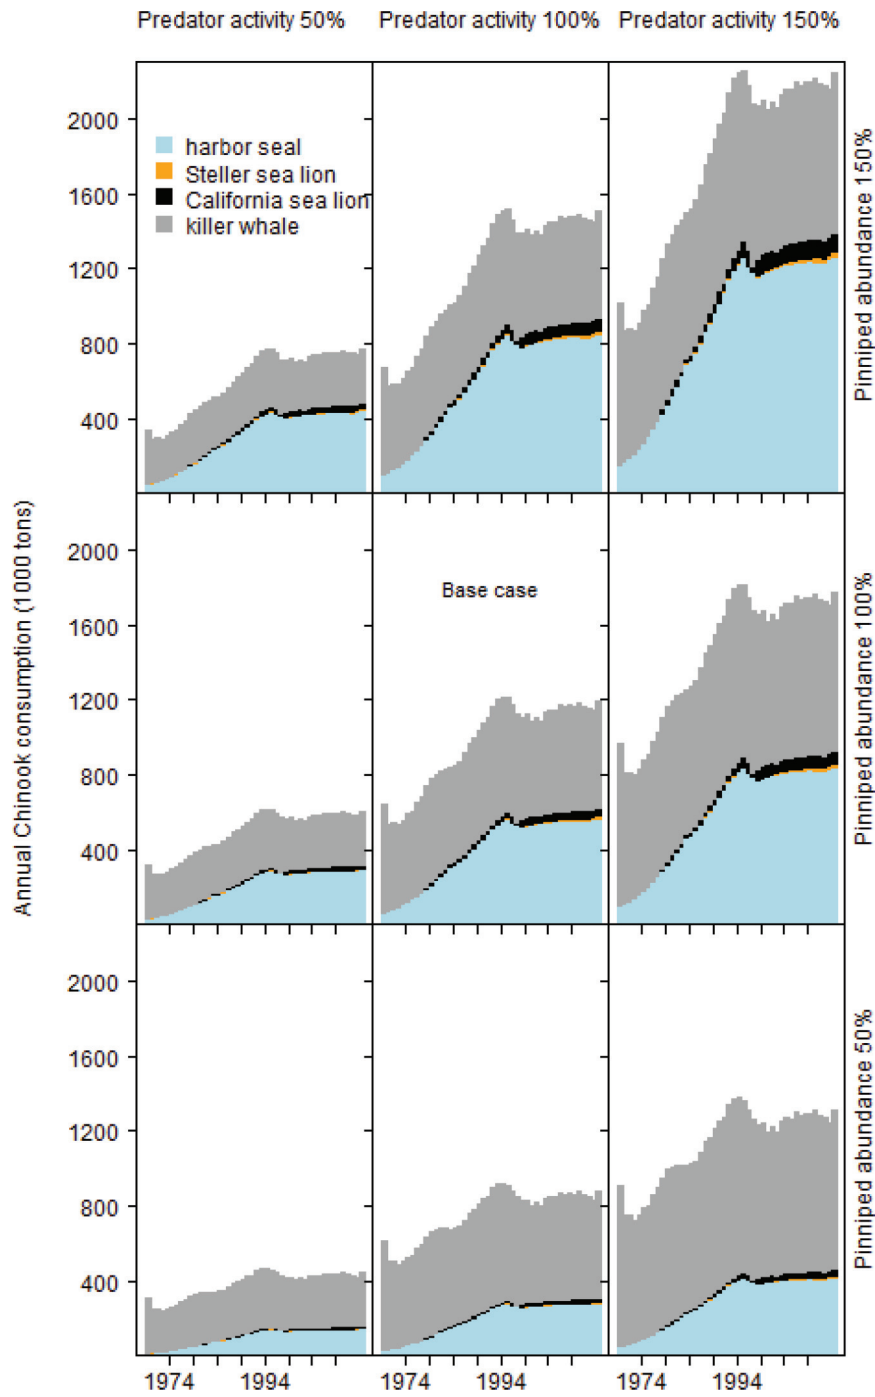 Predator activity 50% Predator activity 100% Predator activity 150%
2000
1600
1200
800
400
harbor seal
Steller sea lion
California sea lion
killer whale
Pinniped abundance 150%
Annual Chinook consumption (1000 tons)
2000
1600
1200
800
400
Base case
Pinniped abundance 100%
2000
1600
1200
800
400
Pinniped abundance 50%
1974 1994 1974 1994 1974 1994